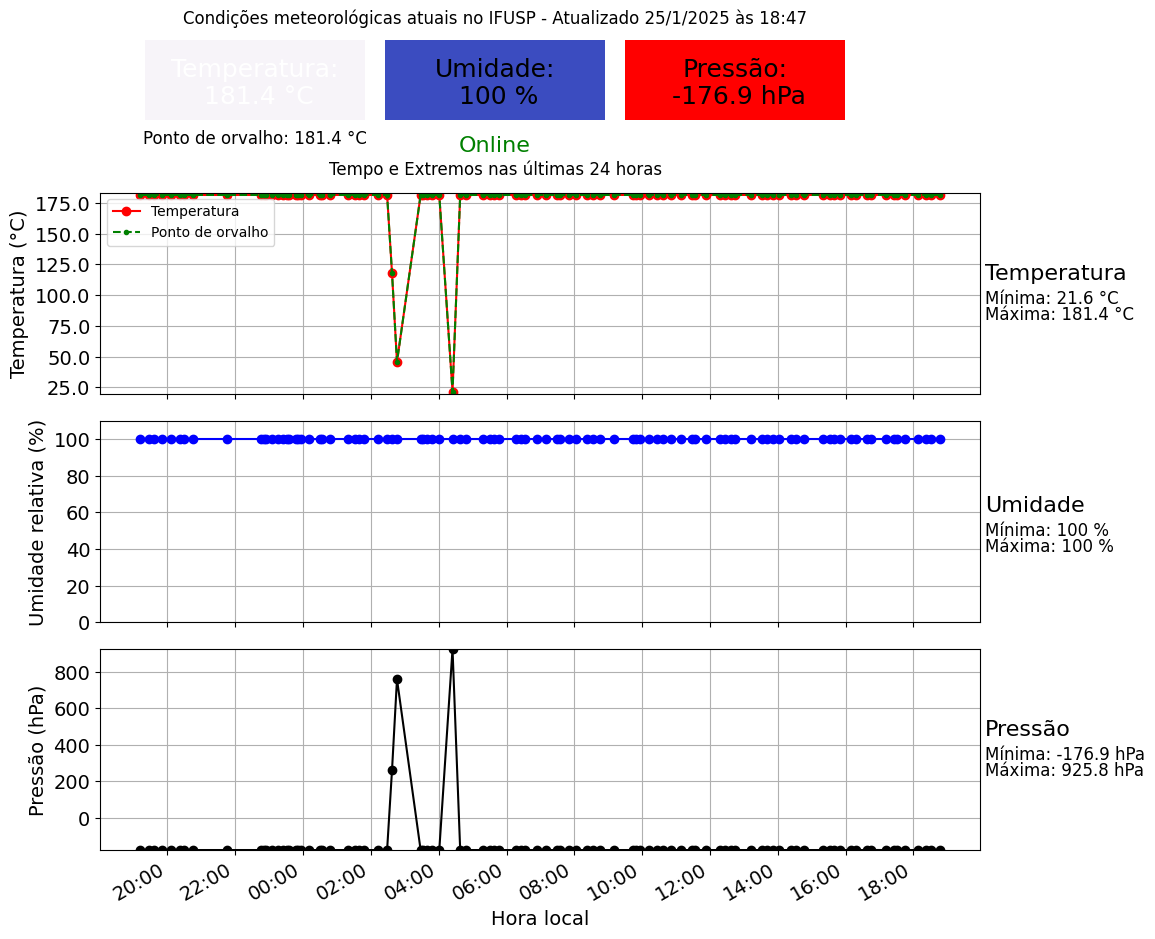 Condições meteorológicas atuais no IFUSP - Atualizado 25/1/2025 às 18:47
Temperatura:
181.4 °C
Umidade:
100 %
Pressão:
-176.9 hPa
Ponto de orvalho: 181.4 °C
Online
Tempo e Extremos nas últimas 24 horas
Temperatura (°C)
175.0
150.0
125.0
100.0
75.0
50.0
25.0
Temperatura
Ponto de orvalho
Temperatura
Mínima: 21.6 °C
Máxima: 181.4 °C
Umidade relativa (%)
100
80
60
40
20
0
Umidade
Mínima: 100 %
Máxima: 100 %
Pressão (hPa)
800
600
400
200
0
Pressão
Mínima: -176.9 hPa
Máxima: 925.8 hPa
20:00
22:00
00:00
02:00
04:00
06:00
08:00
10:00
12:00
14:00
16:00
18:00
Hora local